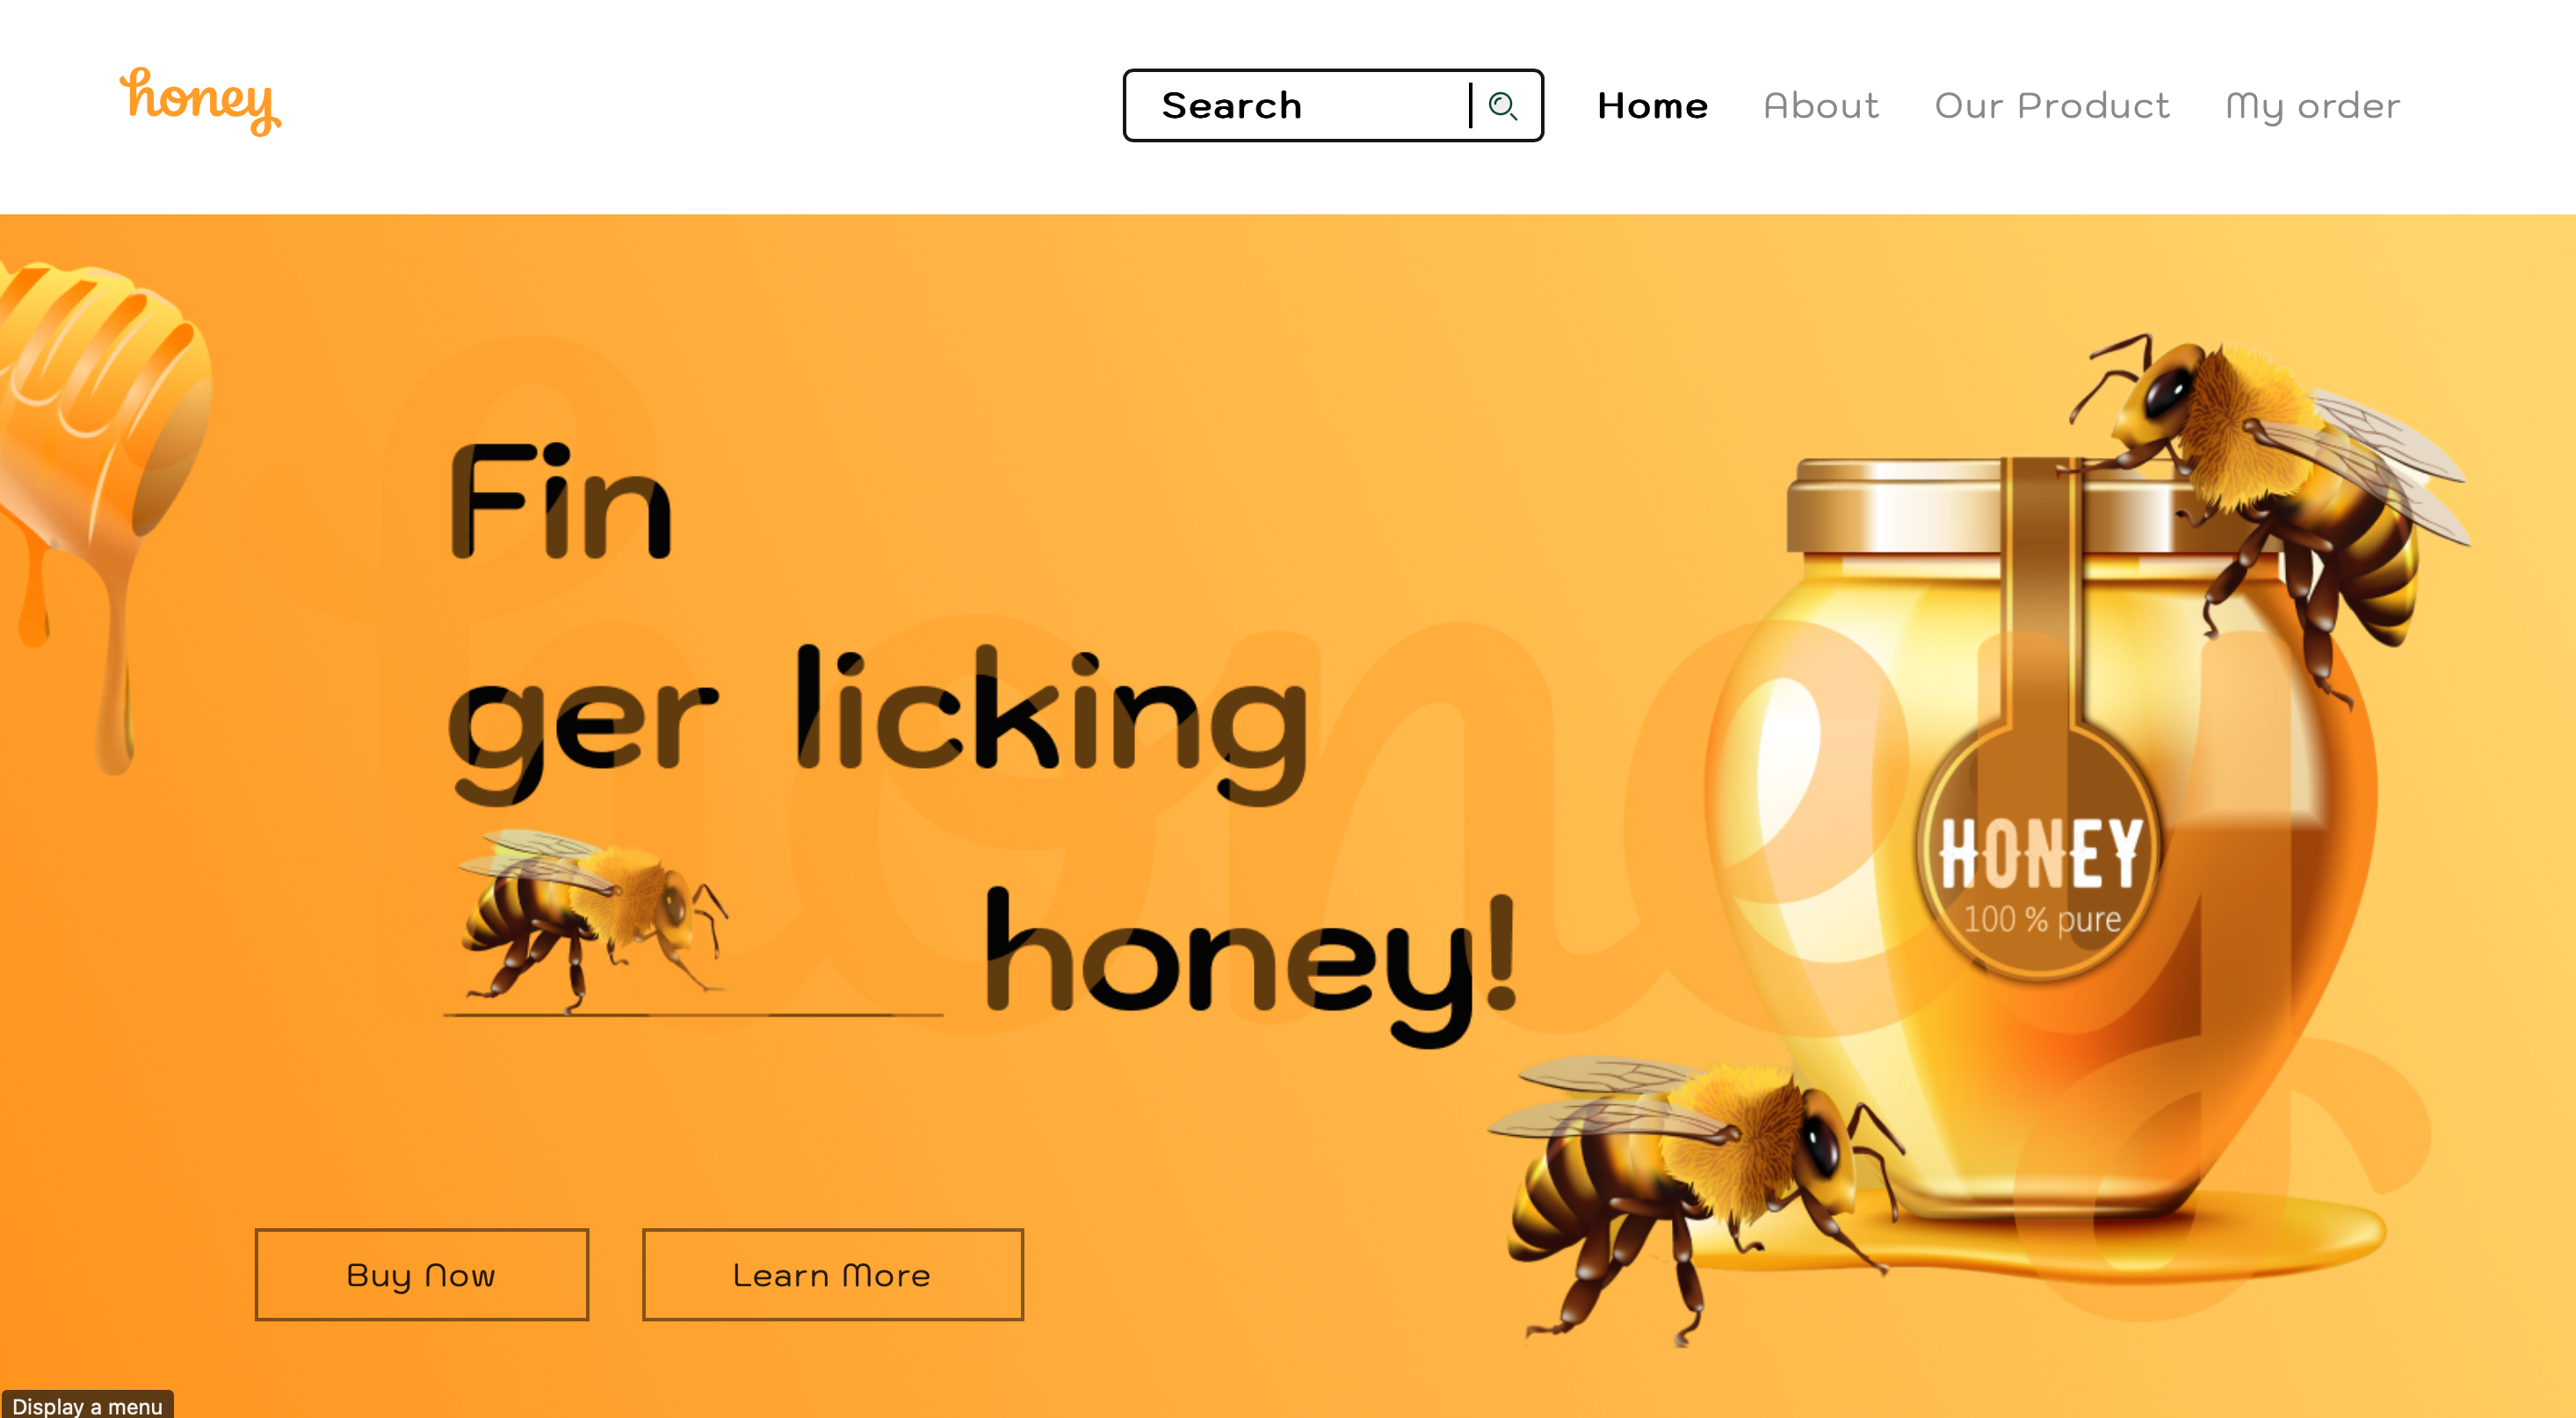 honey
Search
Home
About
Our Product
My order
honey
Fin
ger licking
honey!
HONEY
100 % pure
Buy Now
Learn More
Display a menu